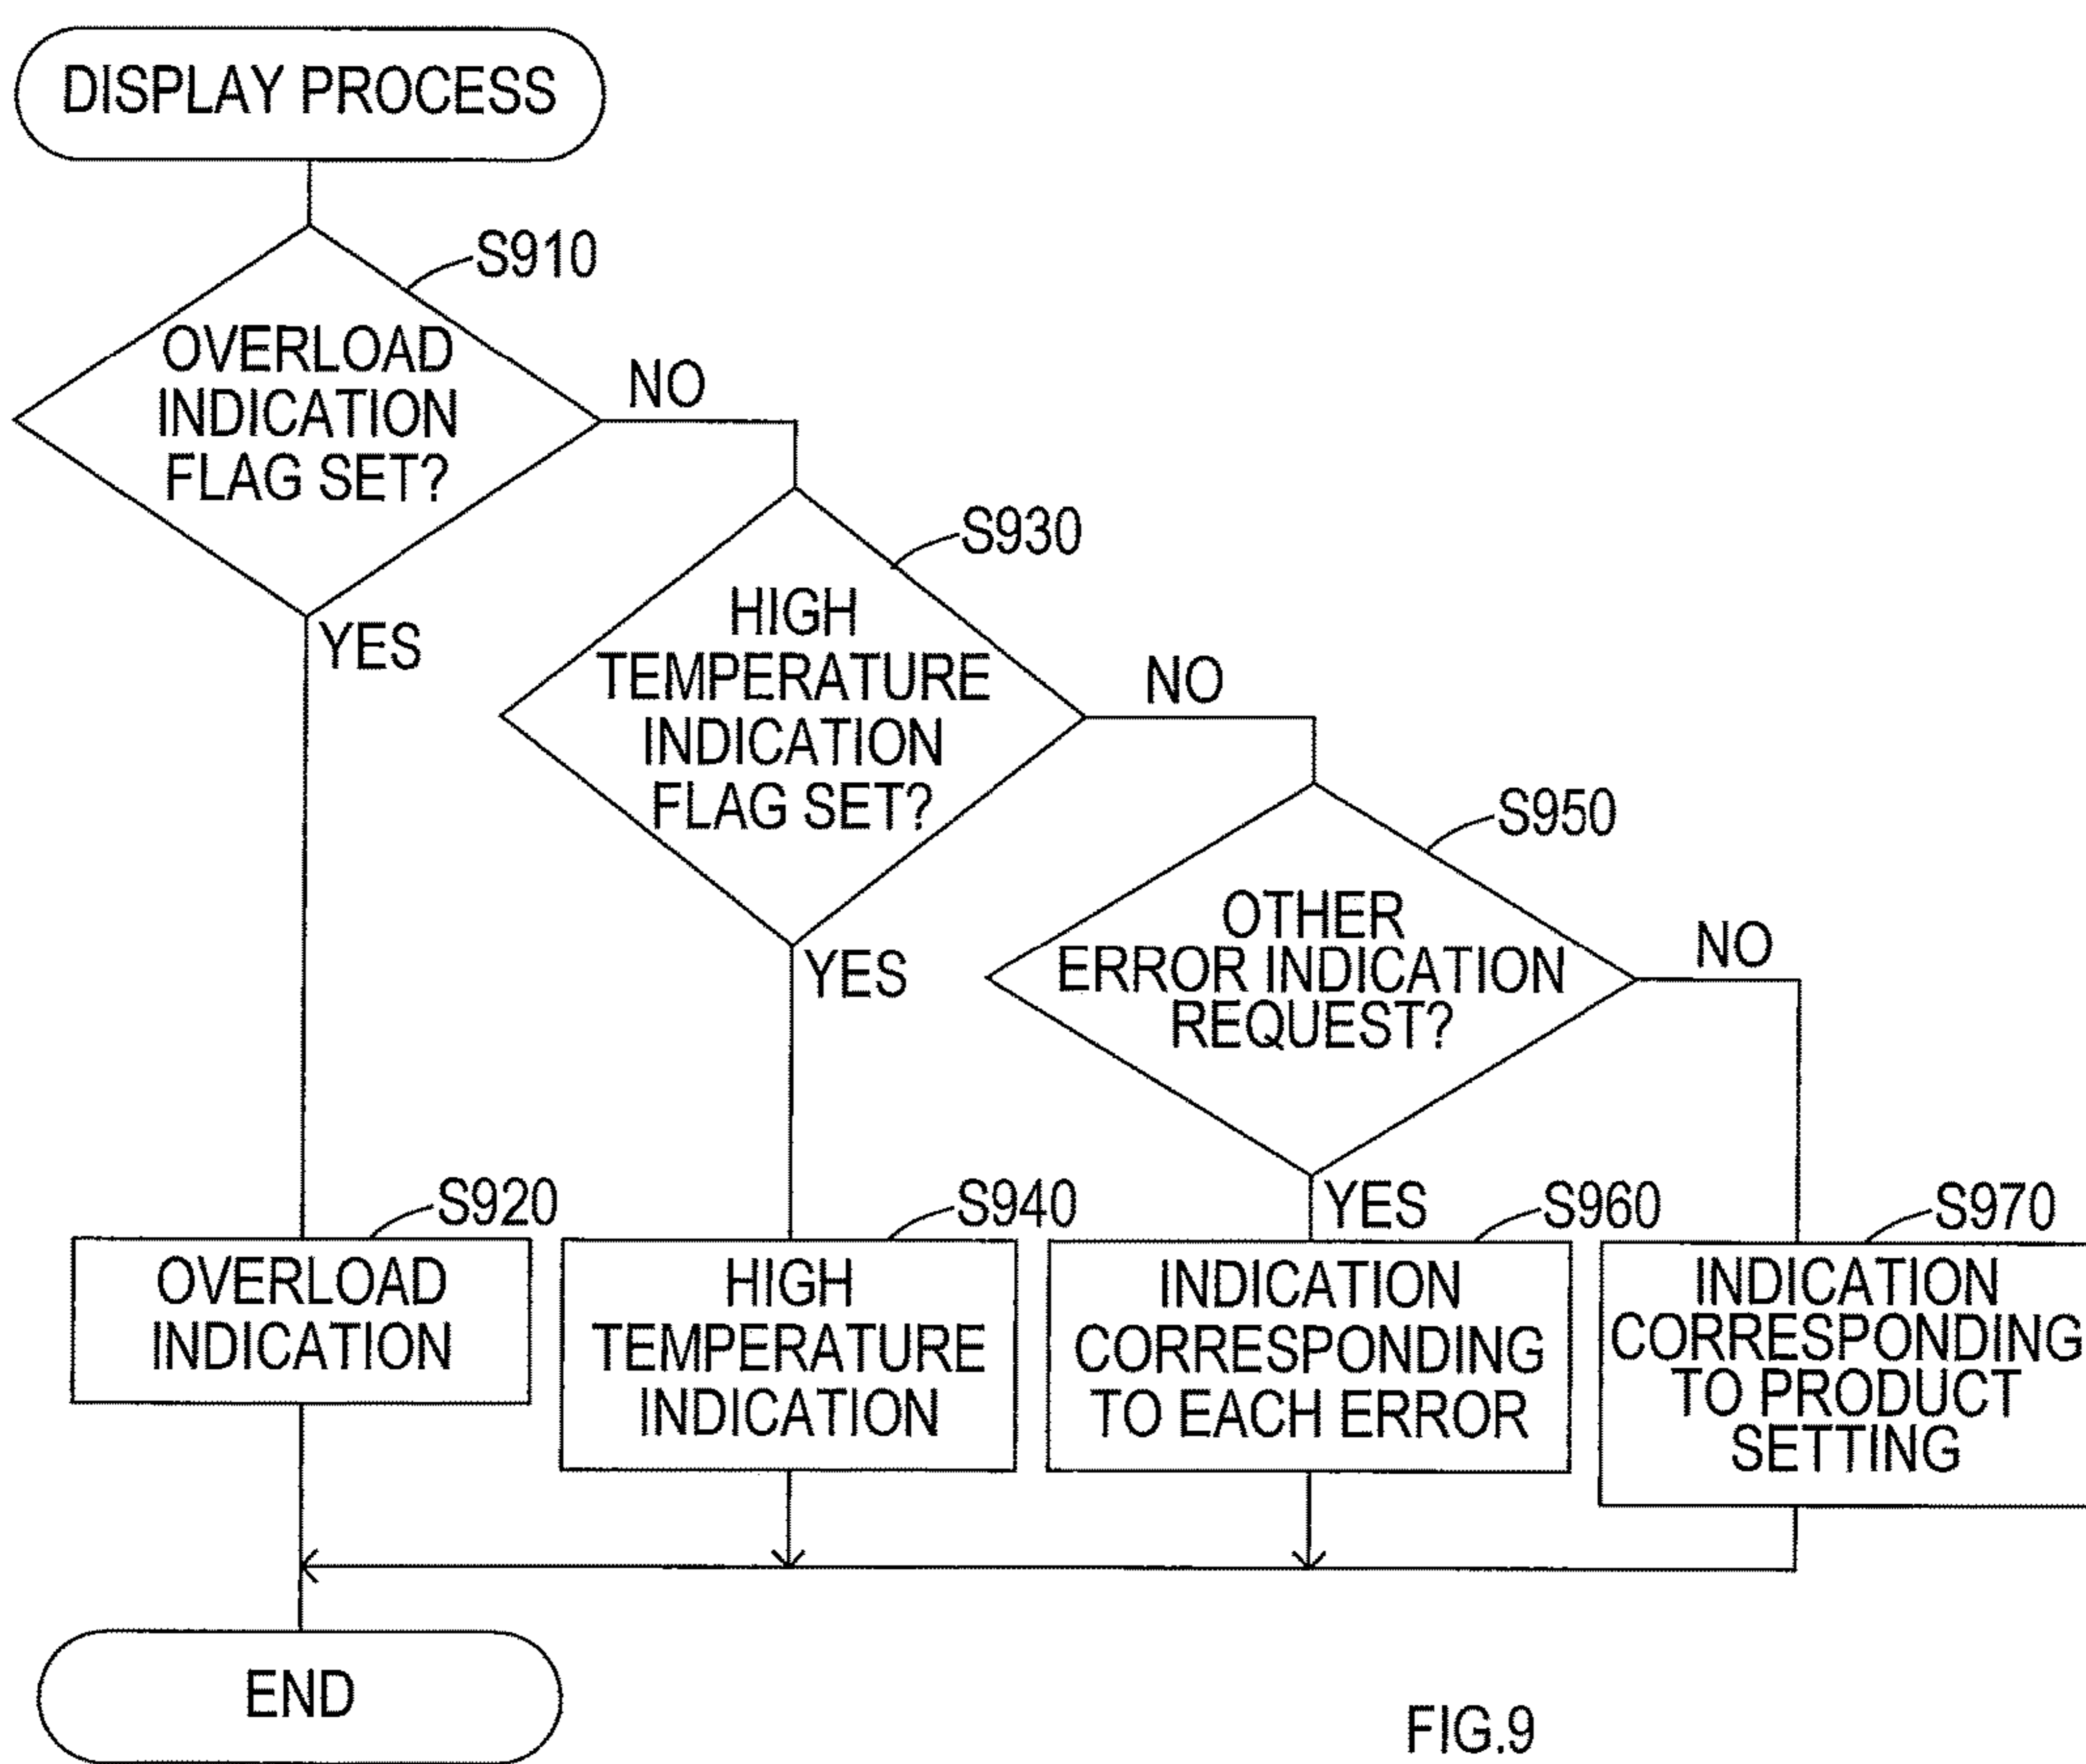 DISPLAY PROCESS
S910
OVERLOAD
INDICATION
FLAG SET?
NO
YES
S930
HIGH
TEMPERATURE
INDICATION
FLAG SET?
NO
YES
S950
OTHER
ERROR INDICATION
REQUEST?
NO
YES
S920
OVERLOAD
INDICATION
S940
HIGH
TEMPERATURE
INDICATION
S960
INDICATION
CORRESPONDING
TO EACH ERROR
S970
INDICATION
CORRESPONDING
TO PRODUCT
SETTING
END
FIG.9